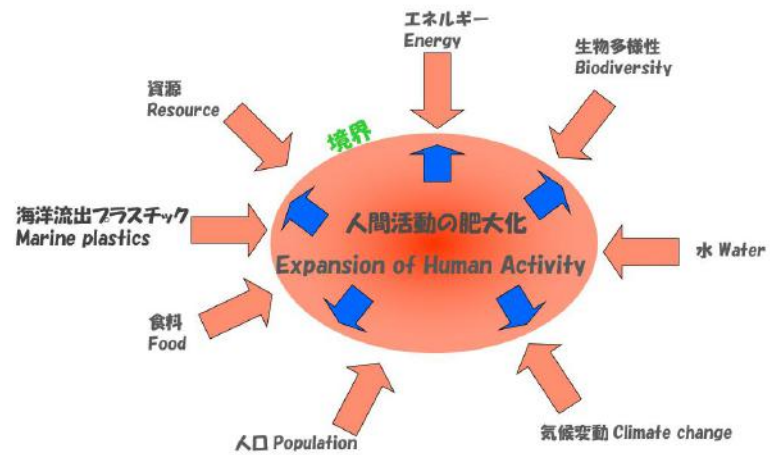 エネルギー
Energy
生物多様性
Biodiversity
資源
Resource
境界
海洋流出プラスチック
Marine plastics
人間活動の肥大化
Expansion of Human Activity
水 Water
食料
Food
人口 Population
気候変動 Climate change